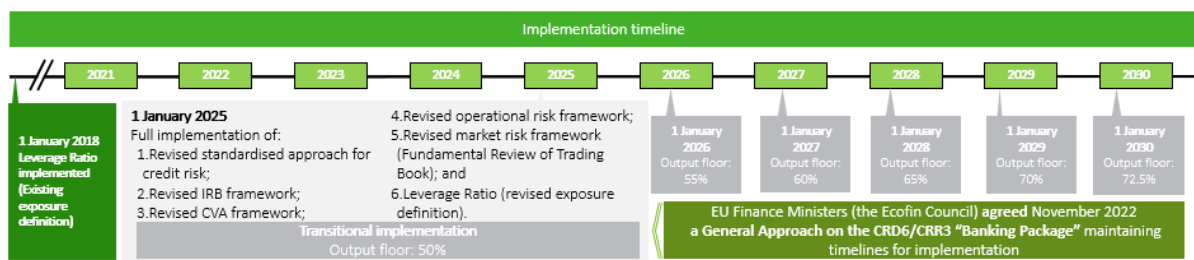 Implementation timeline
2021
2022
2023
2024
2025
2026
2027
2028
2029
2030
1 January 2018
Leverage Ratio
implemented
(Existing
exposure
definition)
1 January 2025
Full implementation of:
1.Revised standardised approach for
credit risk;
2.Revised IRB framework;
3.Revised CVA framework;
4.Revised operational risk framework;
5.Revised market risk framework
(Fundamental Review of Trading
Book); and
6.Leverage Ratio (revised exposure
definition).
Transitional implementation
Output floor: 50%
1 January
2026
Output floor:
55%
1 January
2027
Output floor:
60%
1 January
2028
Output floor:
65%
1 January
2029
Output floor:
70%
1 January
2030
Output floor:
72.5%
EU Finance Ministers (the Ecofin Council) agreed November 2022
a General Approach on the CRD6/CRR3 “Banking Package” maintaining
timelines for implementation